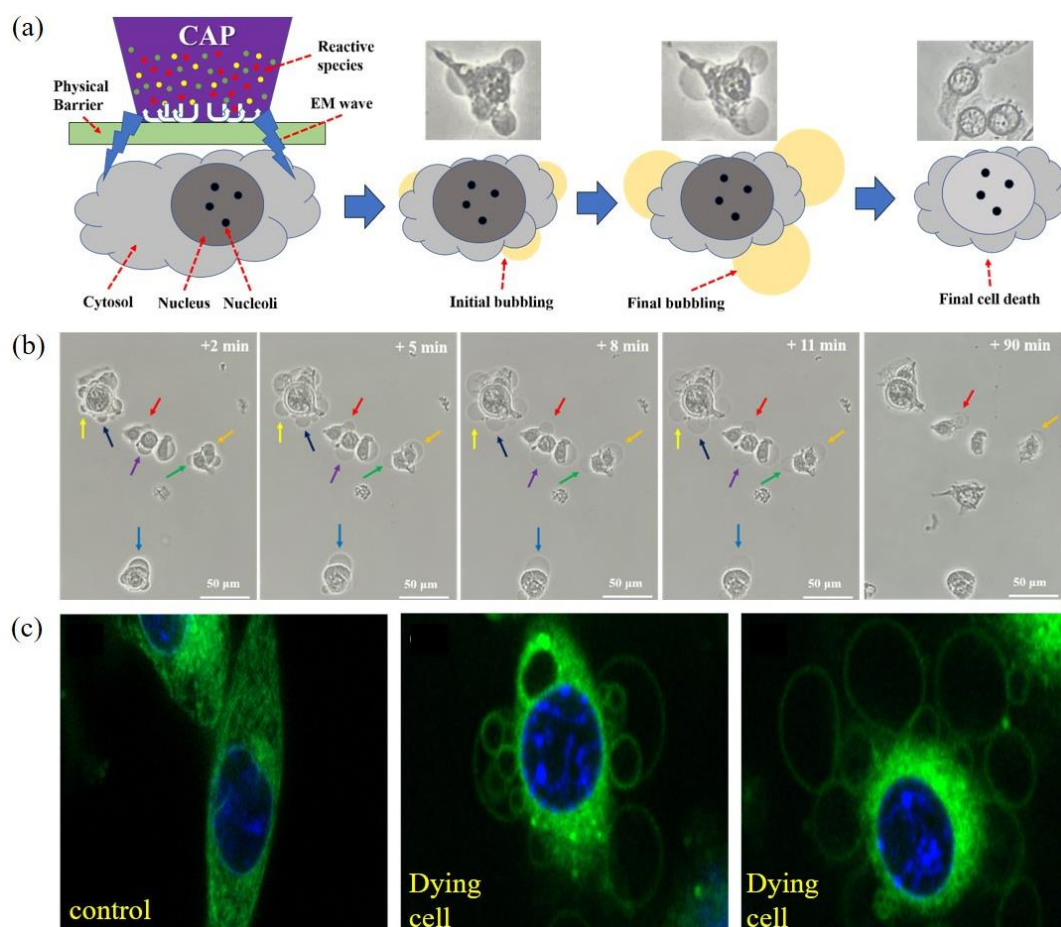 (a)
CAP
Reactive
species
Physical
Barrier
EM wave
Cytosol
Nucleus
Nucleoli
Initial bubbling
Final bubbling
Final cell death
(b)
+2 min
+ 5 min
+ 8 min
+ 11 min
+ 90 min
50 μm
50 μm
50 μm
50 μm
50 μm
(c)
control
Dying
cell
Dying
cell